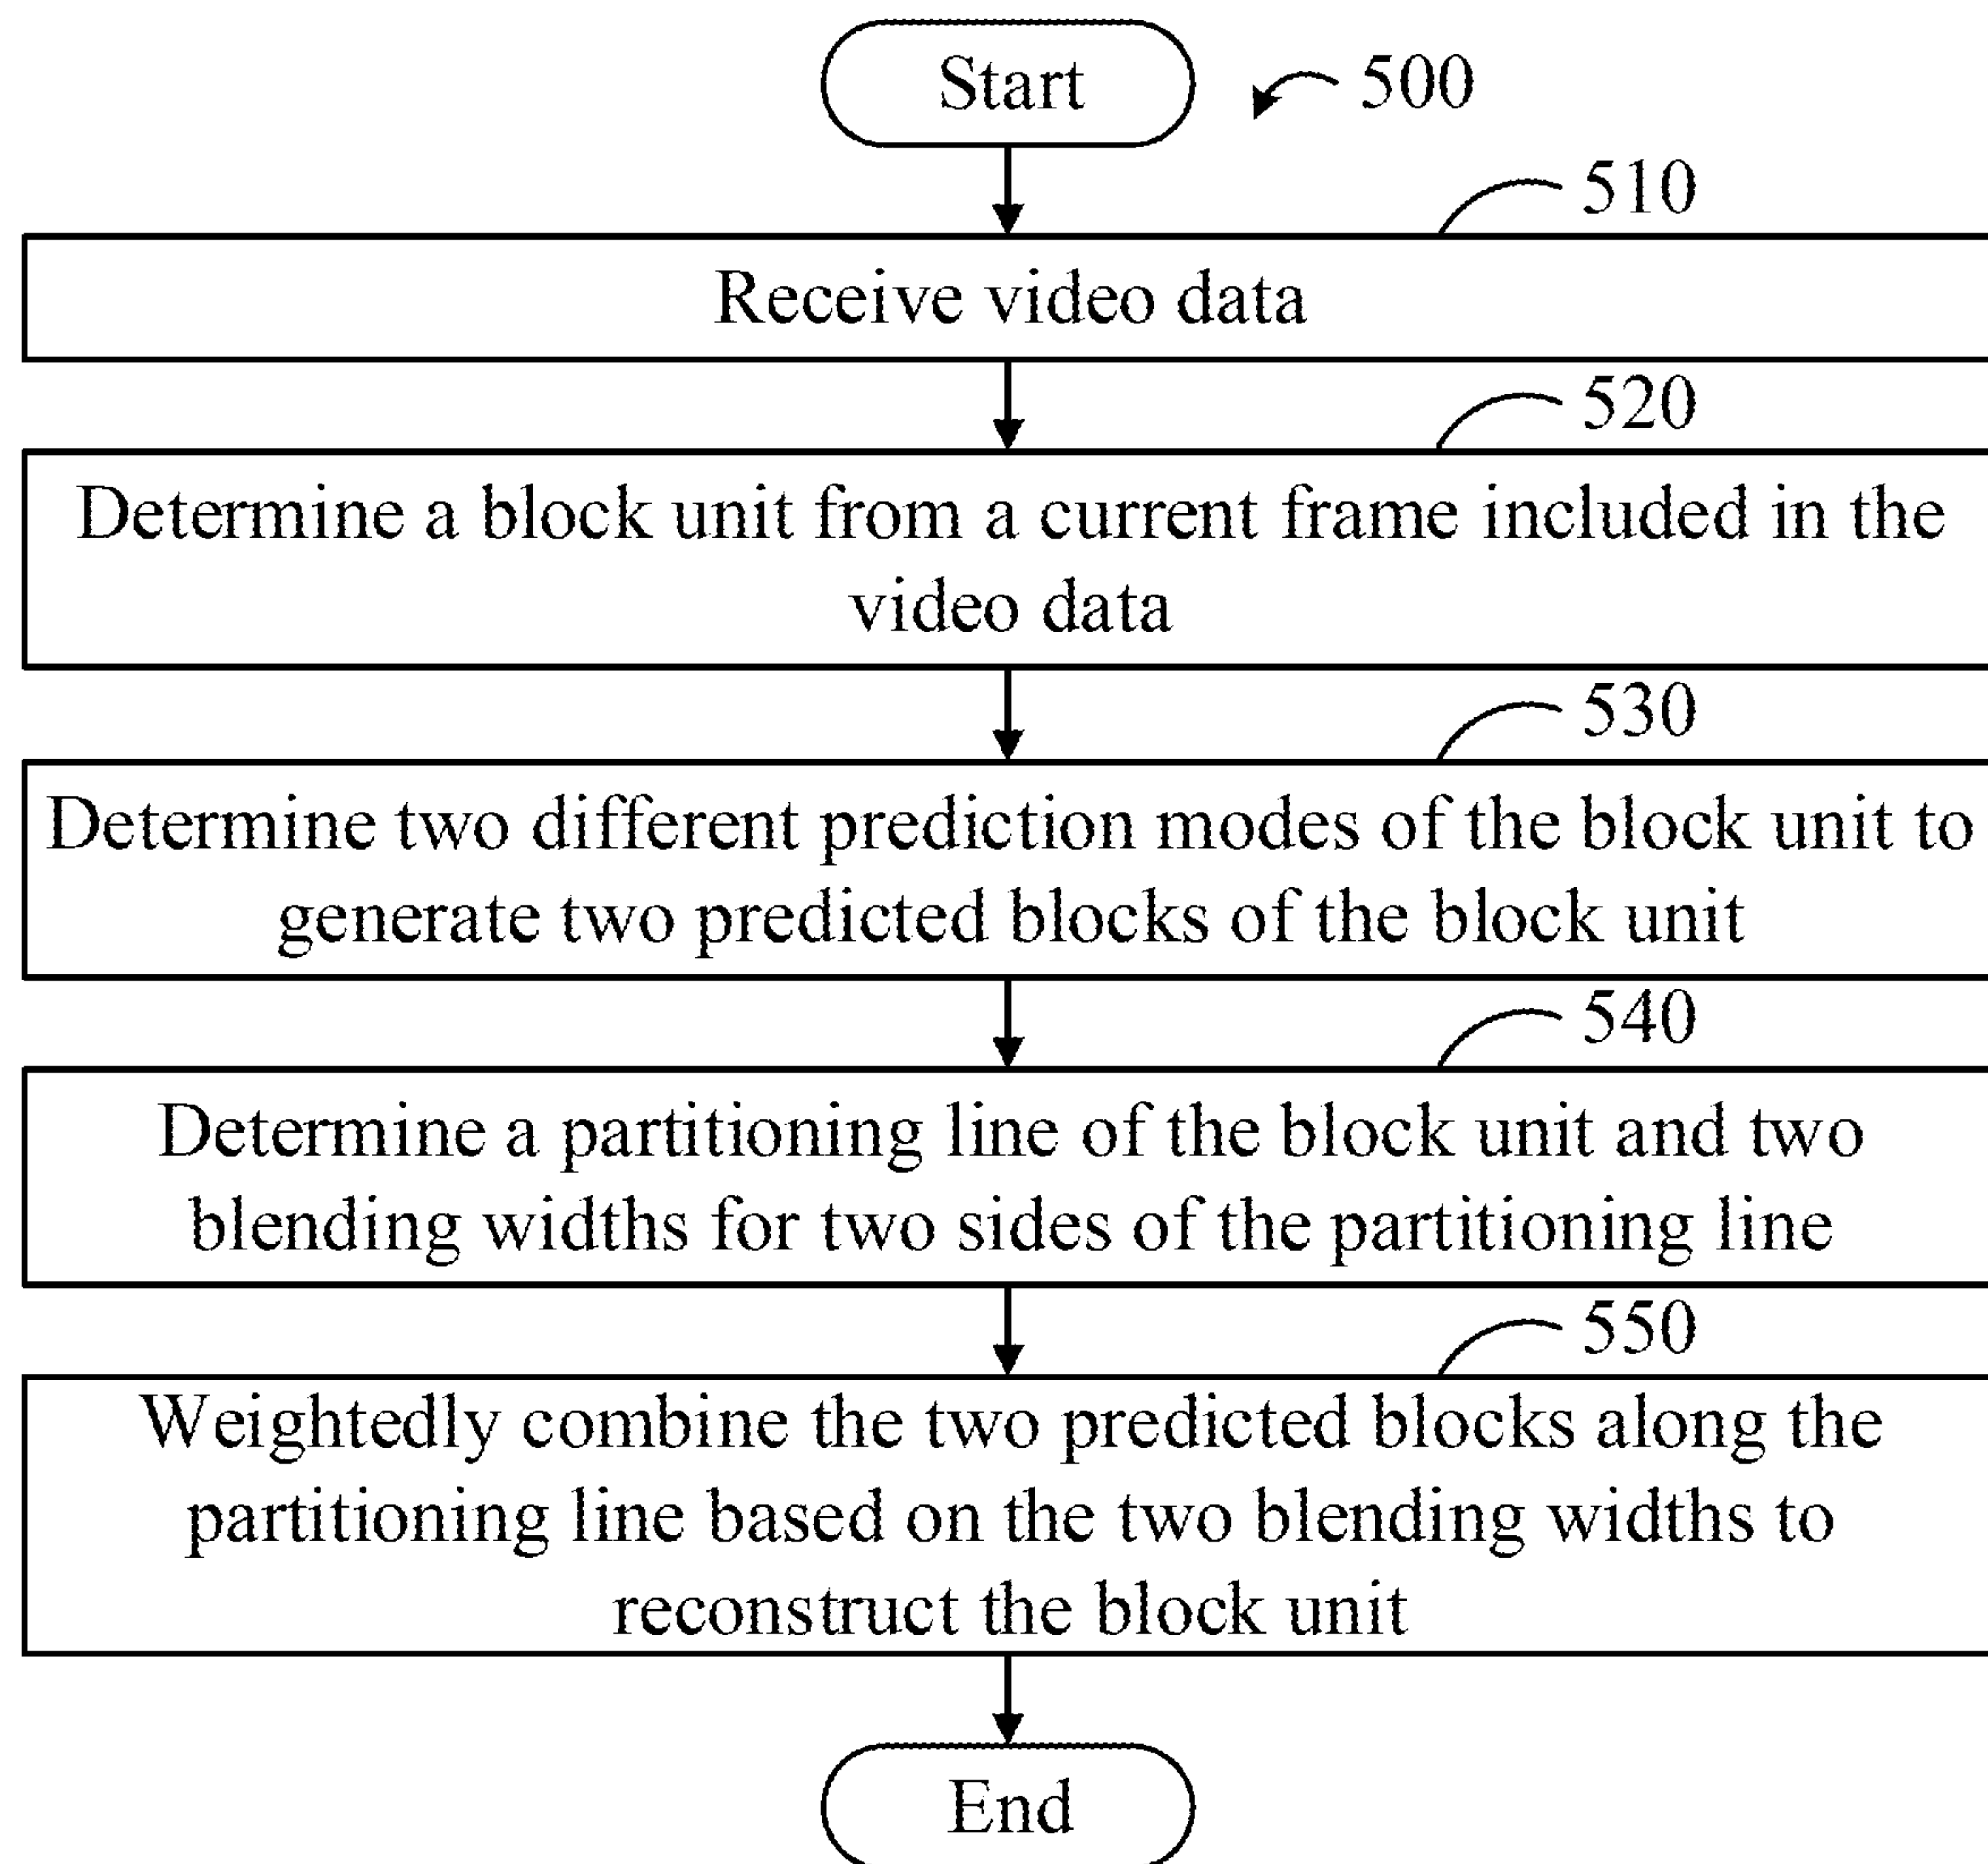 Start
500
510
Receive video data
520
Determine a block unit from a current frame included in the
video data
530
Determine two different prediction modes of the block unit to
generate two predicted blocks of the block unit
540
Determine a partitioning line of the block unit and two
blending widths for two sides of the partitioning line
550
Weightedly combine the two predicted blocks along the
partitioning line based on the two blending widths to
reconstruct the block unit
End